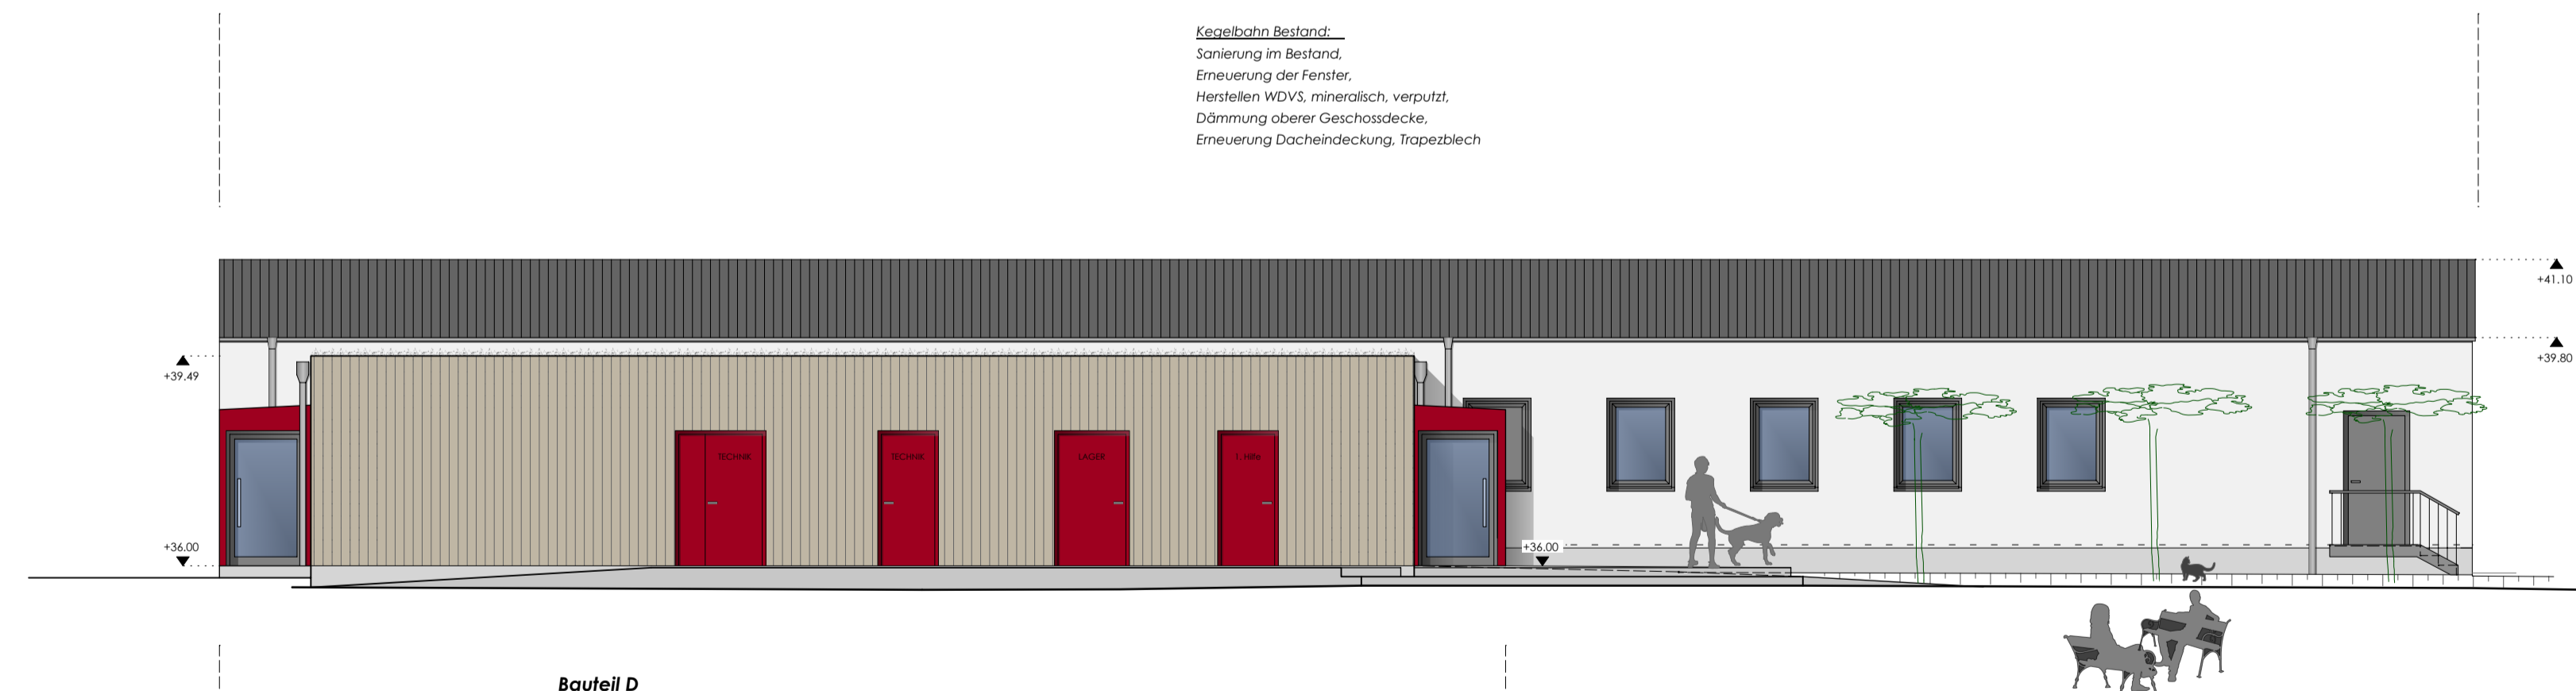 Kegelbahn Bestand:
Sanierung im Bestand,
Erneuerung der Fenster,
Herstellen WDVS, mineralisch, verputzt,
Dämmung oberer Geschossdecke,
Erneuerung Dacheindeckung, Trapezblech
+41.10
+39.80
+39.49
TECHNIK
TECHNIK
LAGER
1. Hilfe
+36.00
+36.00
Bauteil D